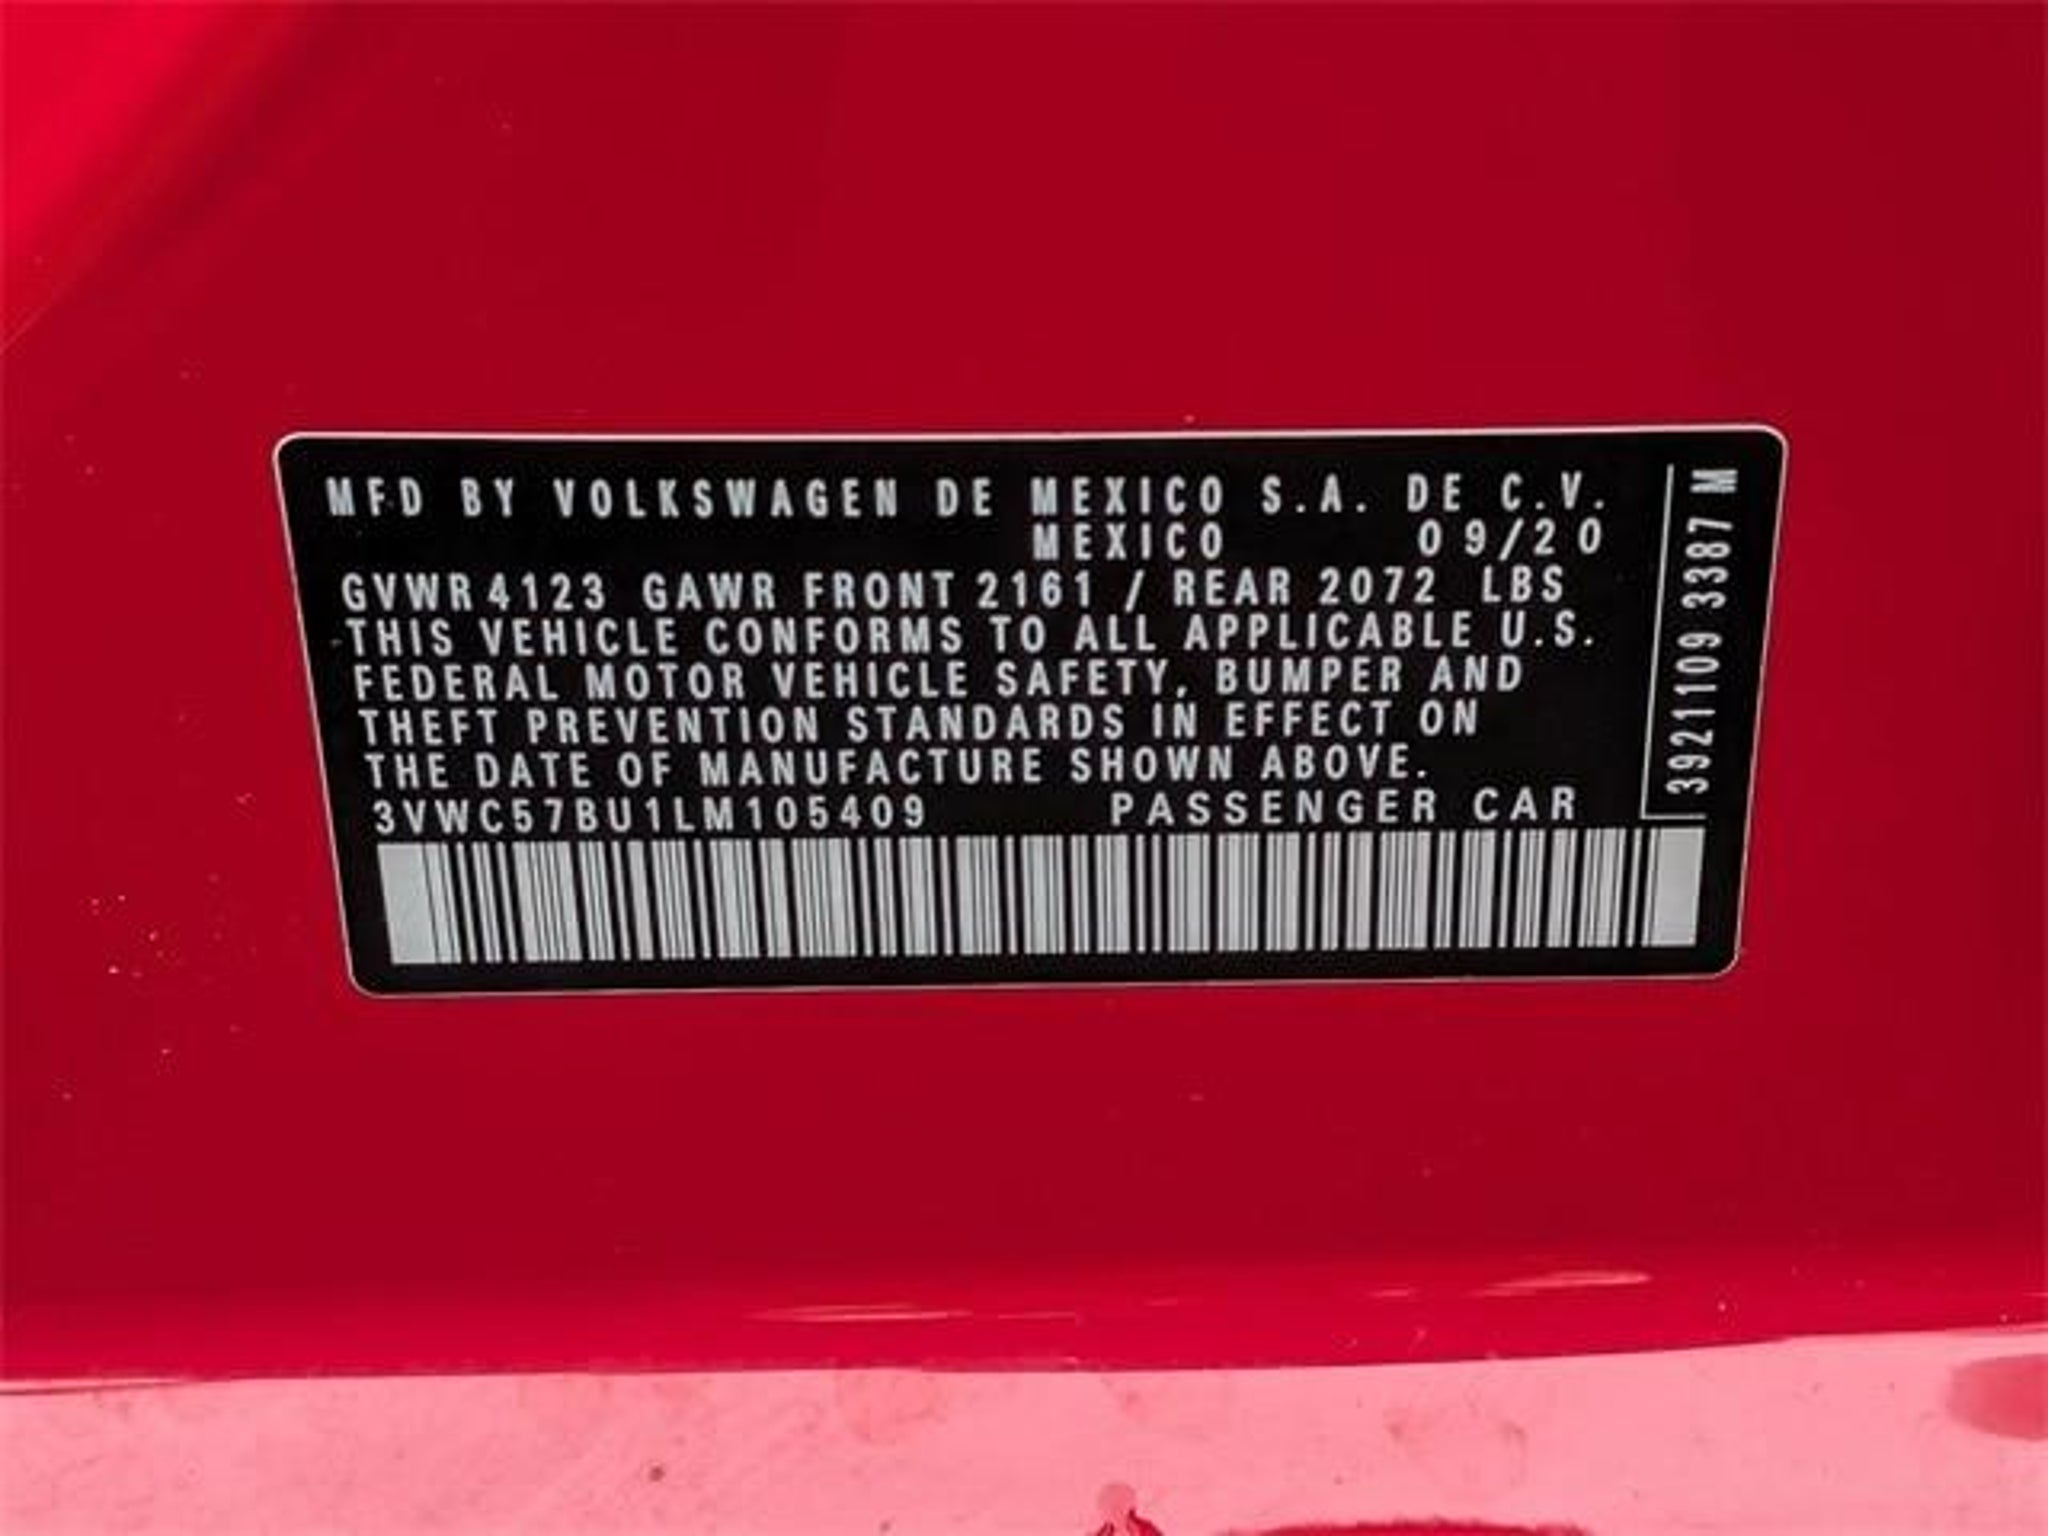 MFD BY VOLKSWAGEN DE MEXICO S.A. DE C.V.
MEXICO 09/20
GVWR 4123 GAWR FRONT 2161 / REAR 2072 LBS
THIS VEHICLE CONFORMS TO ALL APPLICABLE U.S.
FEDERAL MOTOR VEHICLE SAFETY, BUMPER AND
THEFT PREVENTION STANDARDS IN EFFECT ON
THE DATE OF MANUFACTURE SHOWN ABOVE.
3VWC57BU1LM105409 PASSENGER CAR
3921109 3387 M